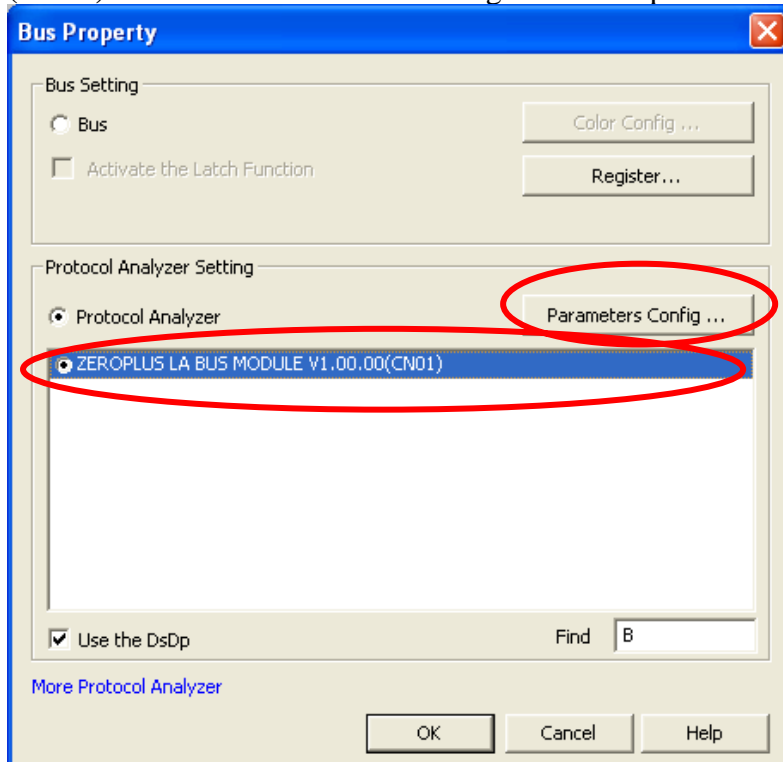 Bus Property
Bus Setting
Bus
Color Config ...
Activate the Latch Function
Register...
Protocol Analyzer Setting
Protocol Analyzer
Parameters Config ...
ZEROPLUS LA BUS MODULE V1.00.00(CN01)
Use the DsDp
Find B
More Protocol Analyzer
OK Cancel Help